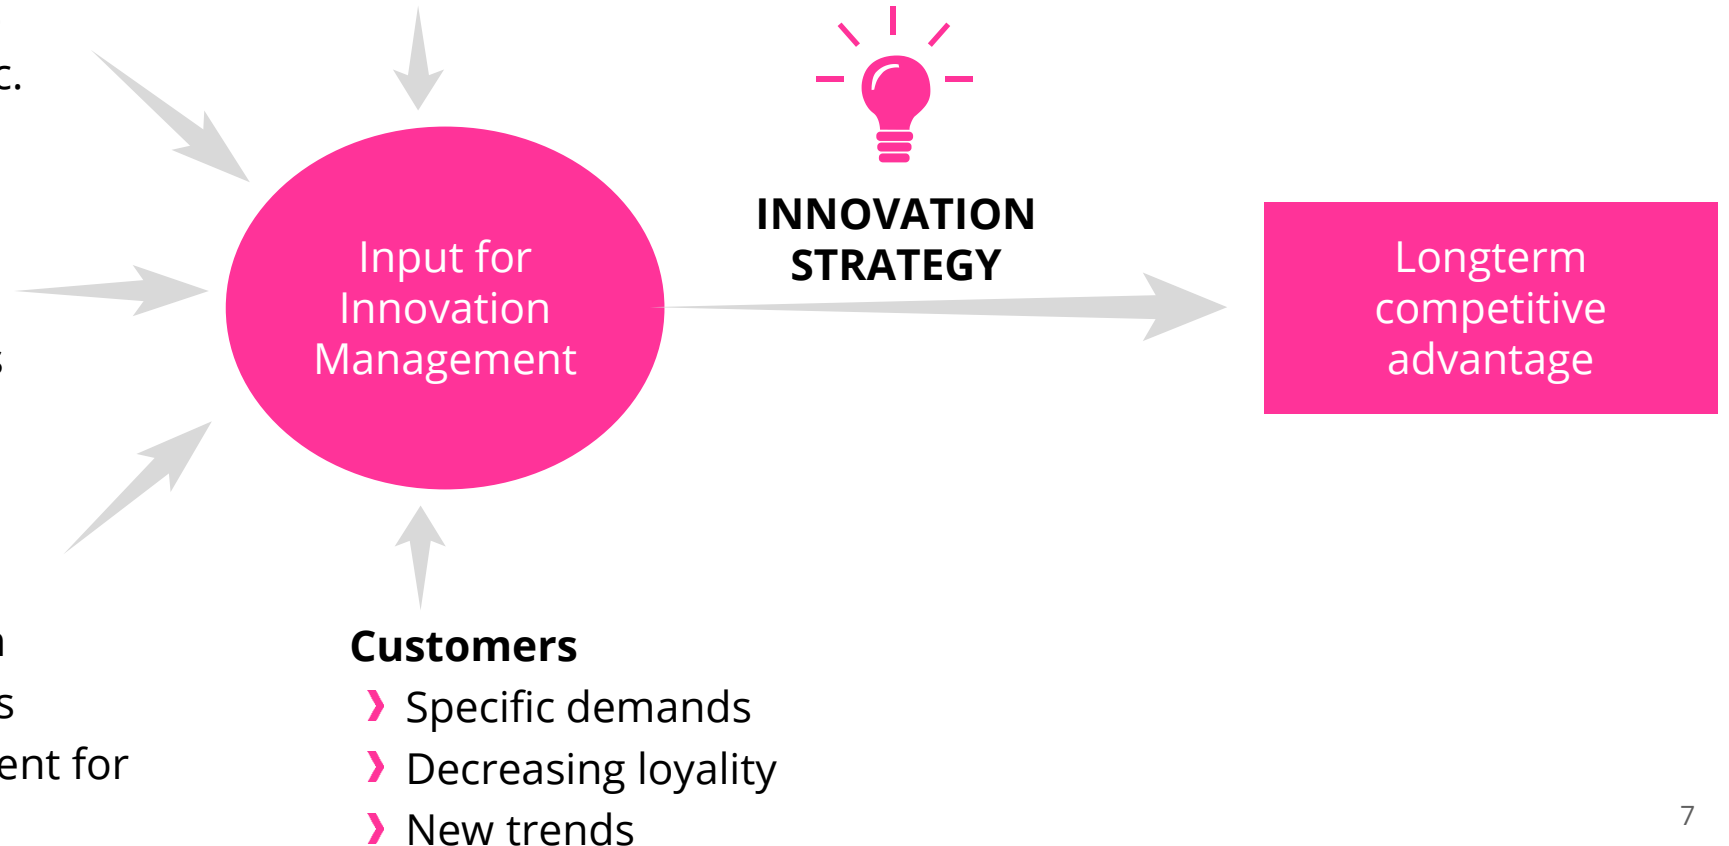 c.
INNOVATION
STRATEGY
Input for
Innovation
Management
Longterm
competitive
advantage
s
s
ent for
Customers
Specific demands
Decreasing loyality
New trends
7